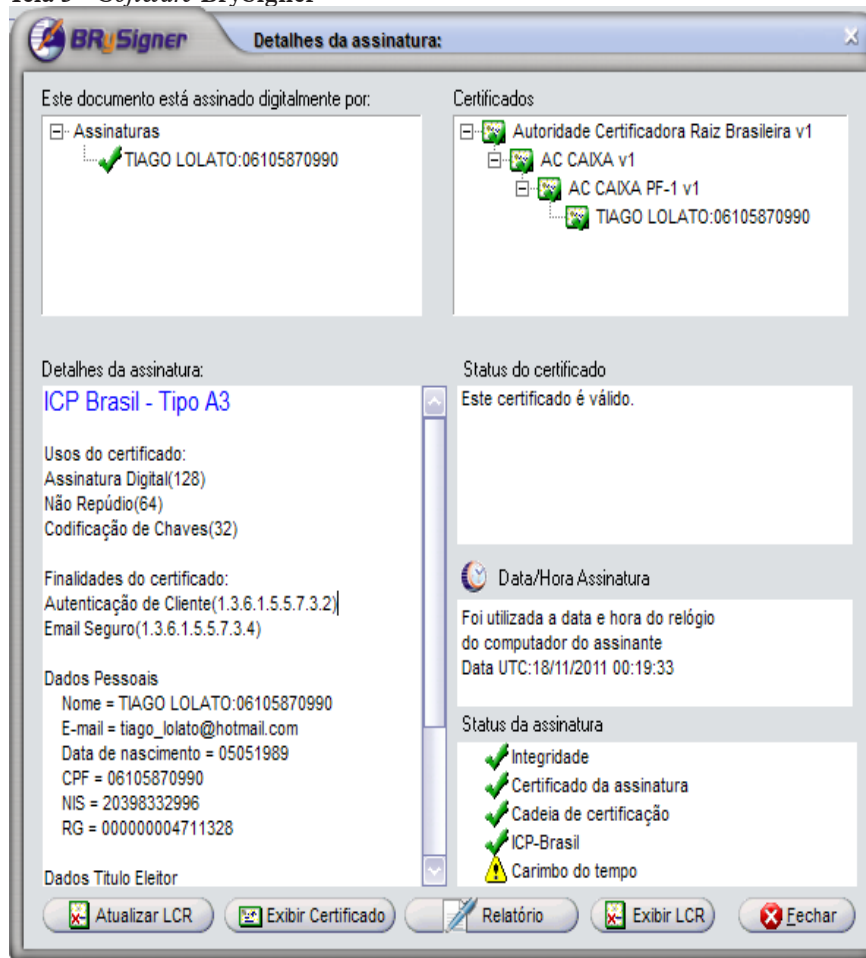 BRySigner
Detalhes da assinatura:
Este documento está assinado digitalmente por:
Assinaturas
TIAGO LOLATO:06105870990
Certificados
Autoridade Certificadora Raiz Brasileira v1
AC CAIXA v1
AC CAIXA PF-1 v1
TIAGO LOLATO:06105870990
Detalhes da assinatura:
ICP Brasil - Tipo A3
Usos do certificado:
Assinatura Digital(128)
Não Repúdio(64)
Codificação de Chaves(32)
Finalidades do certificado:
Autenticação de Cliente(1.3.6.1.5.5.7.3.2)
Email Seguro(1.3.6.1.5.5.7.3.4)
Dados Pessoais
Nome = TIAGO LOLATO:06105870990
E-mail = tiago_lolato@hotmail.com
Data de nascimento = 05051989
CPF = 06105870990
NIS = 20398332996
RG = 000000004711328
Dados Titulo Eleitor
Status do certificado
Este certificado é válido.
Data/Hora Assinatura
Foi utilizada a data e hora do relógio
do computador do assinante
Data UTC:18/11/2011 00:19:33
Status da assinatura
Integridade
Certificado da assinatura
Cadeia de certificação
ICP-Brasil
Carimbo do tempo
Atualizar LCR
Exibir Certificado
Relatório
Exibir LCR
Fechar